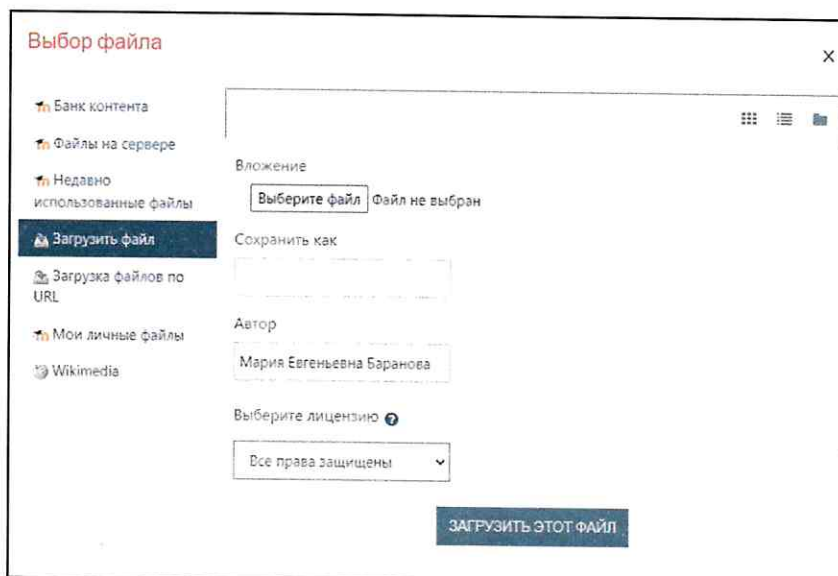 Выбор файла
X
Банк контента
Файлы на сервере
Недавно
использованные файлы
Загрузить файл
Загрузка файлов по
URL
Мои личные файлы
Wikimedia
Вложение
Выберите файл Файл не выбран
Сохранить как
Автор
Мария Евгеньевна Баранова
Выберите лицензию ?
Все права защищены
ЗАГРУЗИТЬ ЭТОТ ФАЙЛ